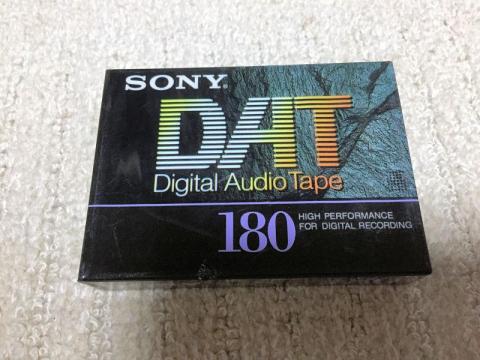 SONY®
DAT
Digital Audio Tape
180
HIGH PERFORMANCE
FOR DIGITAL RECORDING